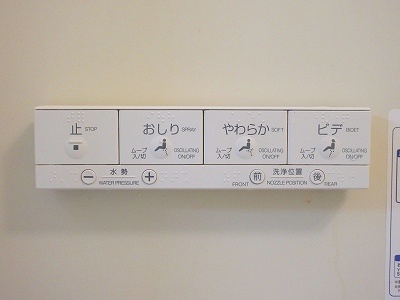 止 STOP
おしり SPRAY
ムーブ 入/切 OSCILLATING ON/OFF
やわらか SOFT
ムーブ 入/切 OSCILLATING ON/OFF
ビデ BIDET
ムーブ 入/切 OSCILLATING ON/OFF
− 水勢 +
WATER PRESSURE
前 洗浄位置 後
FRONT NOZZLE POSITION REAR